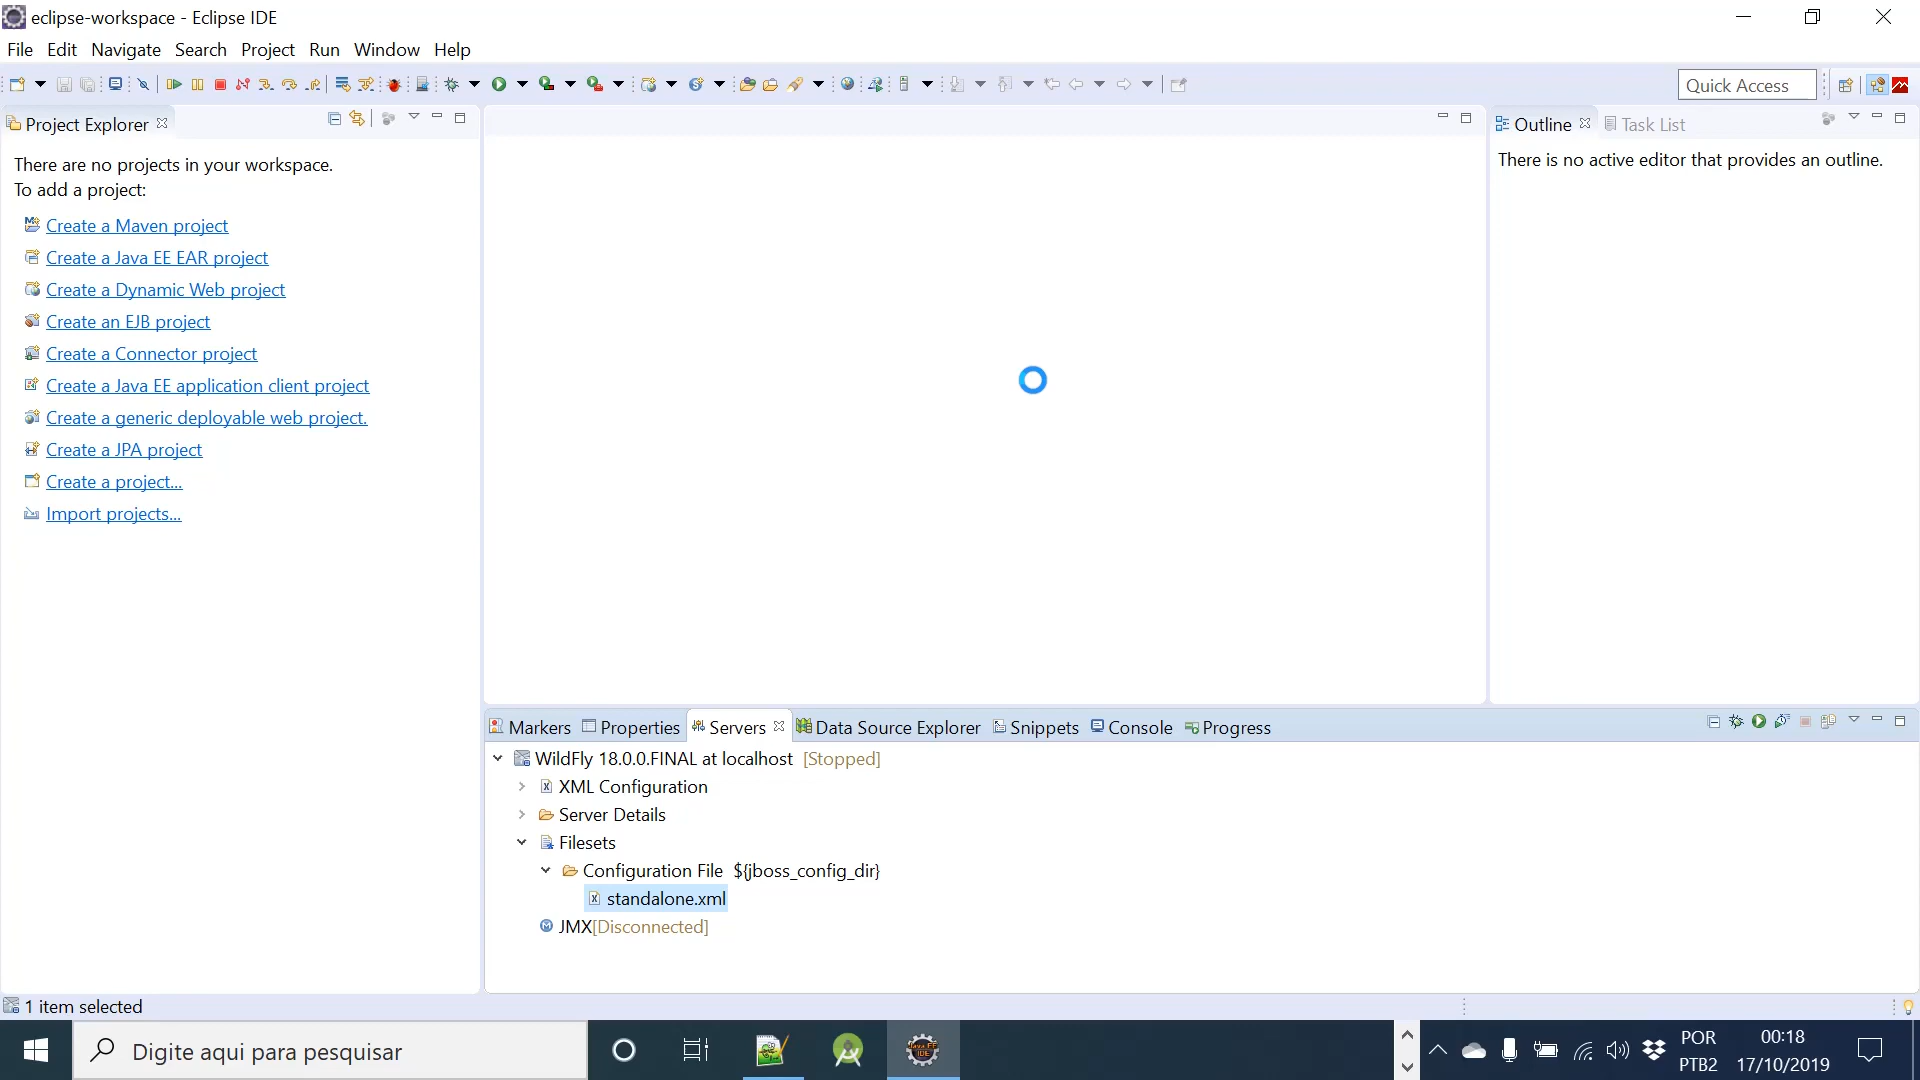 eclipse-workspace - Eclipse IDE
File Edit Navigate Search Project Run Window Help
Quick Access
Project Explorer
There are no projects in your workspace.
To add a project:
Create a Maven project
Create a Java EE EAR project
Create a Dynamic Web project
Create an EJB project
Create a Connector project
Create a Java EE application client project
Create a generic deployable web project.
Create a JPA project
Create a project...
Import projects...
Outline Task List
There is no active editor that provides an outline.
Markers Properties Servers Data Source Explorer Snippets Console Progress
WildFly 18.0.0.FINAL at localhost [Stopped]
XML Configuration
Server Details
Filesets
Configuration File ${jboss_config_dir}
standalone.xml
JMX[Disconnected]
1 item selected
Digite aqui para pesquisar
Java EE
IDE
POR
PTB2
00:18
17/10/2019